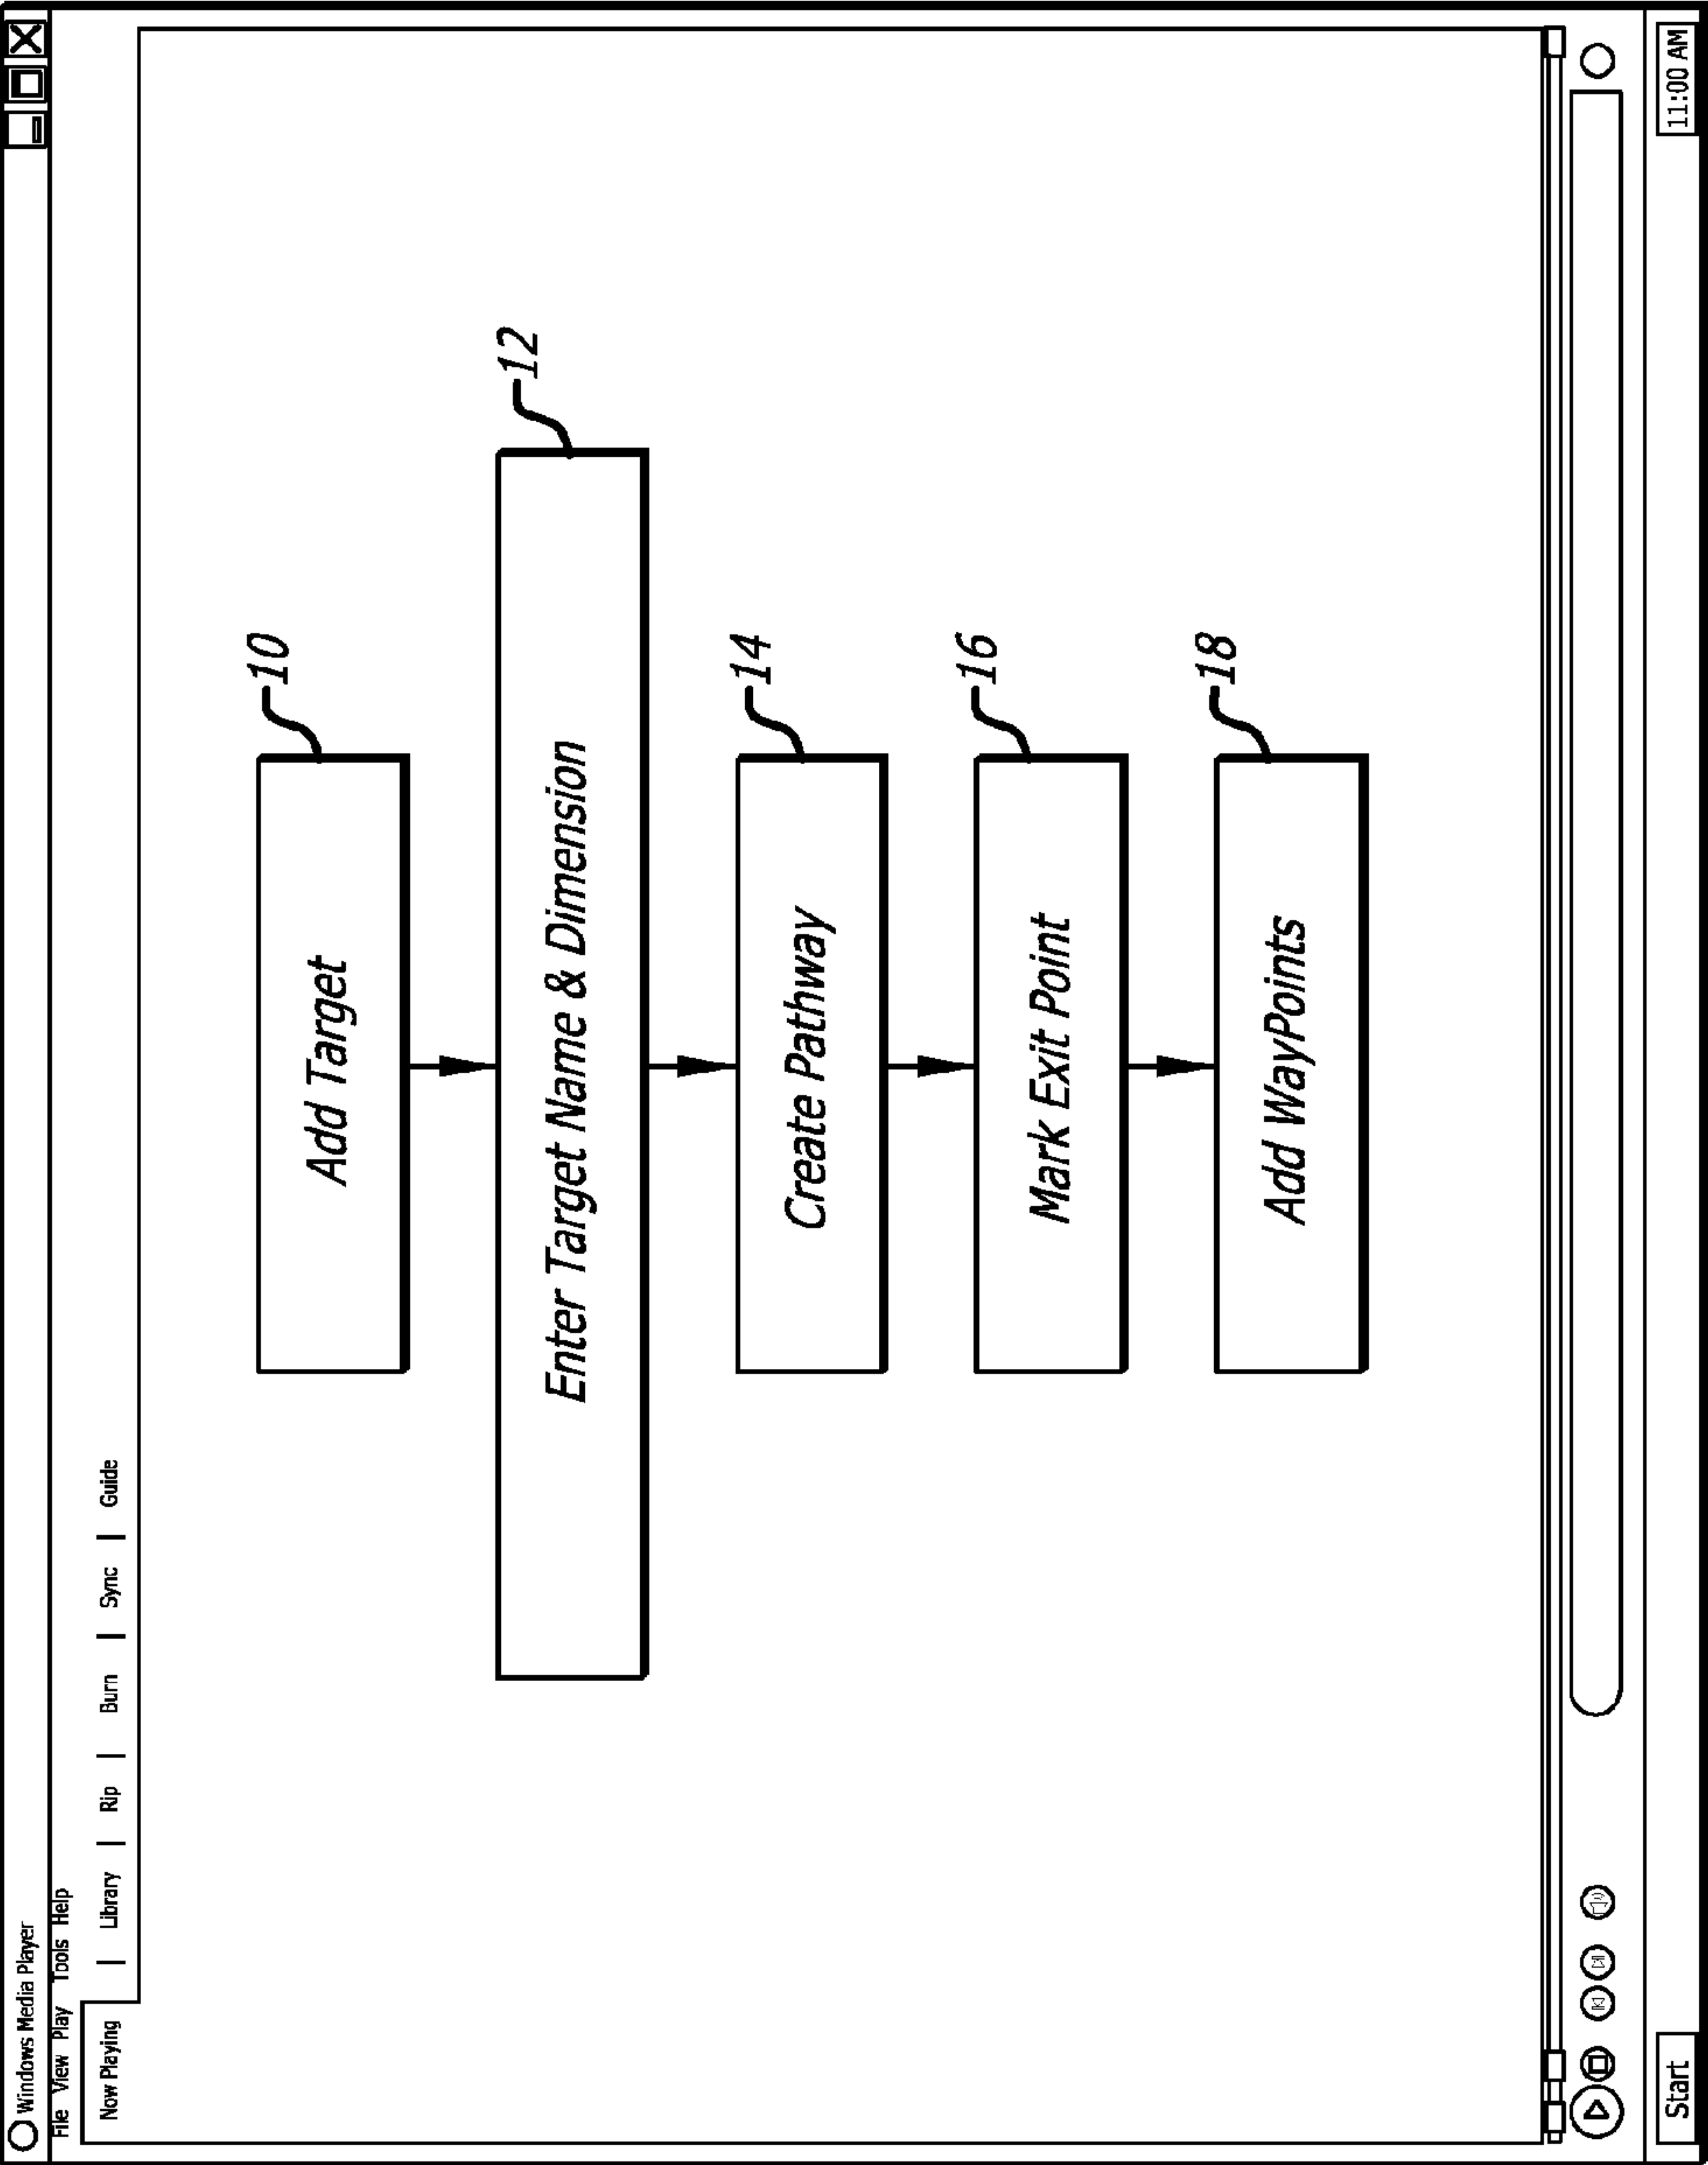 Windows Media Player
File View Play Tools Help
Now Playing | Library | Rip | Burn | Sync | Guide
Add Target
10
Enter Target Name & Dimension
12
Create Pathway
14
Mark Exit Point
16
Add WayPoints
18
Start
11:00 AM